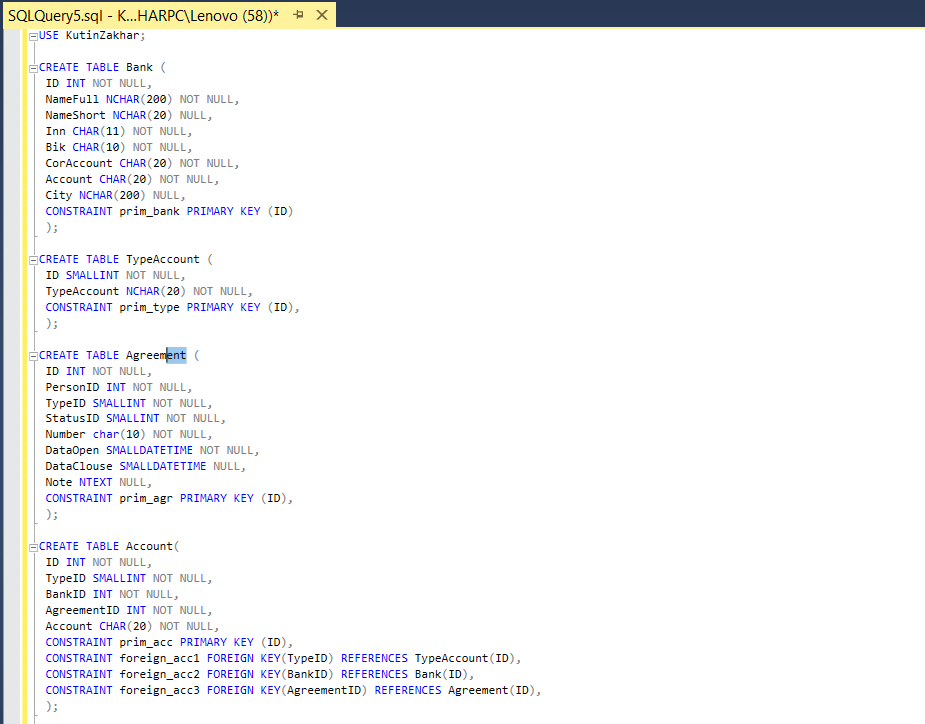 SQLQuery5.sql - K...HARPC\Lenovo (58))*
USE KutinZakhar;
CREATE TABLE Bank (
ID INT NOT NULL,
NameFull NCHAR(200) NOT NULL,
NameShort NCHAR(20) NULL,
Inn CHAR(11) NOT NULL,
Bik CHAR(10) NOT NULL,
CorAccount CHAR(20) NOT NULL,
Account CHAR(20) NOT NULL,
City NCHAR(200) NULL,
CONSTRAINT prim_bank PRIMARY KEY (ID)
);
CREATE TABLE TypeAccount (
ID SMALLINT NOT NULL,
TypeAccount NCHAR(20) NOT NULL,
CONSTRAINT prim_type PRIMARY KEY (ID),
);
CREATE TABLE Agreement (
ID INT NOT NULL,
PersonID INT NOT NULL,
TypeID SMALLINT NOT NULL,
StatusID SMALLINT NOT NULL,
Number char(10) NOT NULL,
DataOpen SMALLDATETIME NOT NULL,
DataClouse SMALLDATETIME NULL,
Note NTEXT NULL,
CONSTRAINT prim_agr PRIMARY KEY (ID),
);
CREATE TABLE Account(
ID INT NOT NULL,
TypeID SMALLINT NOT NULL,
BankID INT NOT NULL,
AgreementID INT NOT NULL,
Account CHAR(20) NOT NULL,
CONSTRAINT prim_acc PRIMARY KEY (ID),
CONSTRAINT foreign_acc1 FOREIGN KEY(TypeID) REFERENCES TypeAccount(ID),
CONSTRAINT foreign_acc2 FOREIGN KEY(BankID) REFERENCES Bank(ID),
CONSTRAINT foreign_acc3 FOREIGN KEY(AgreementID) REFERENCES Agreement(ID),
);